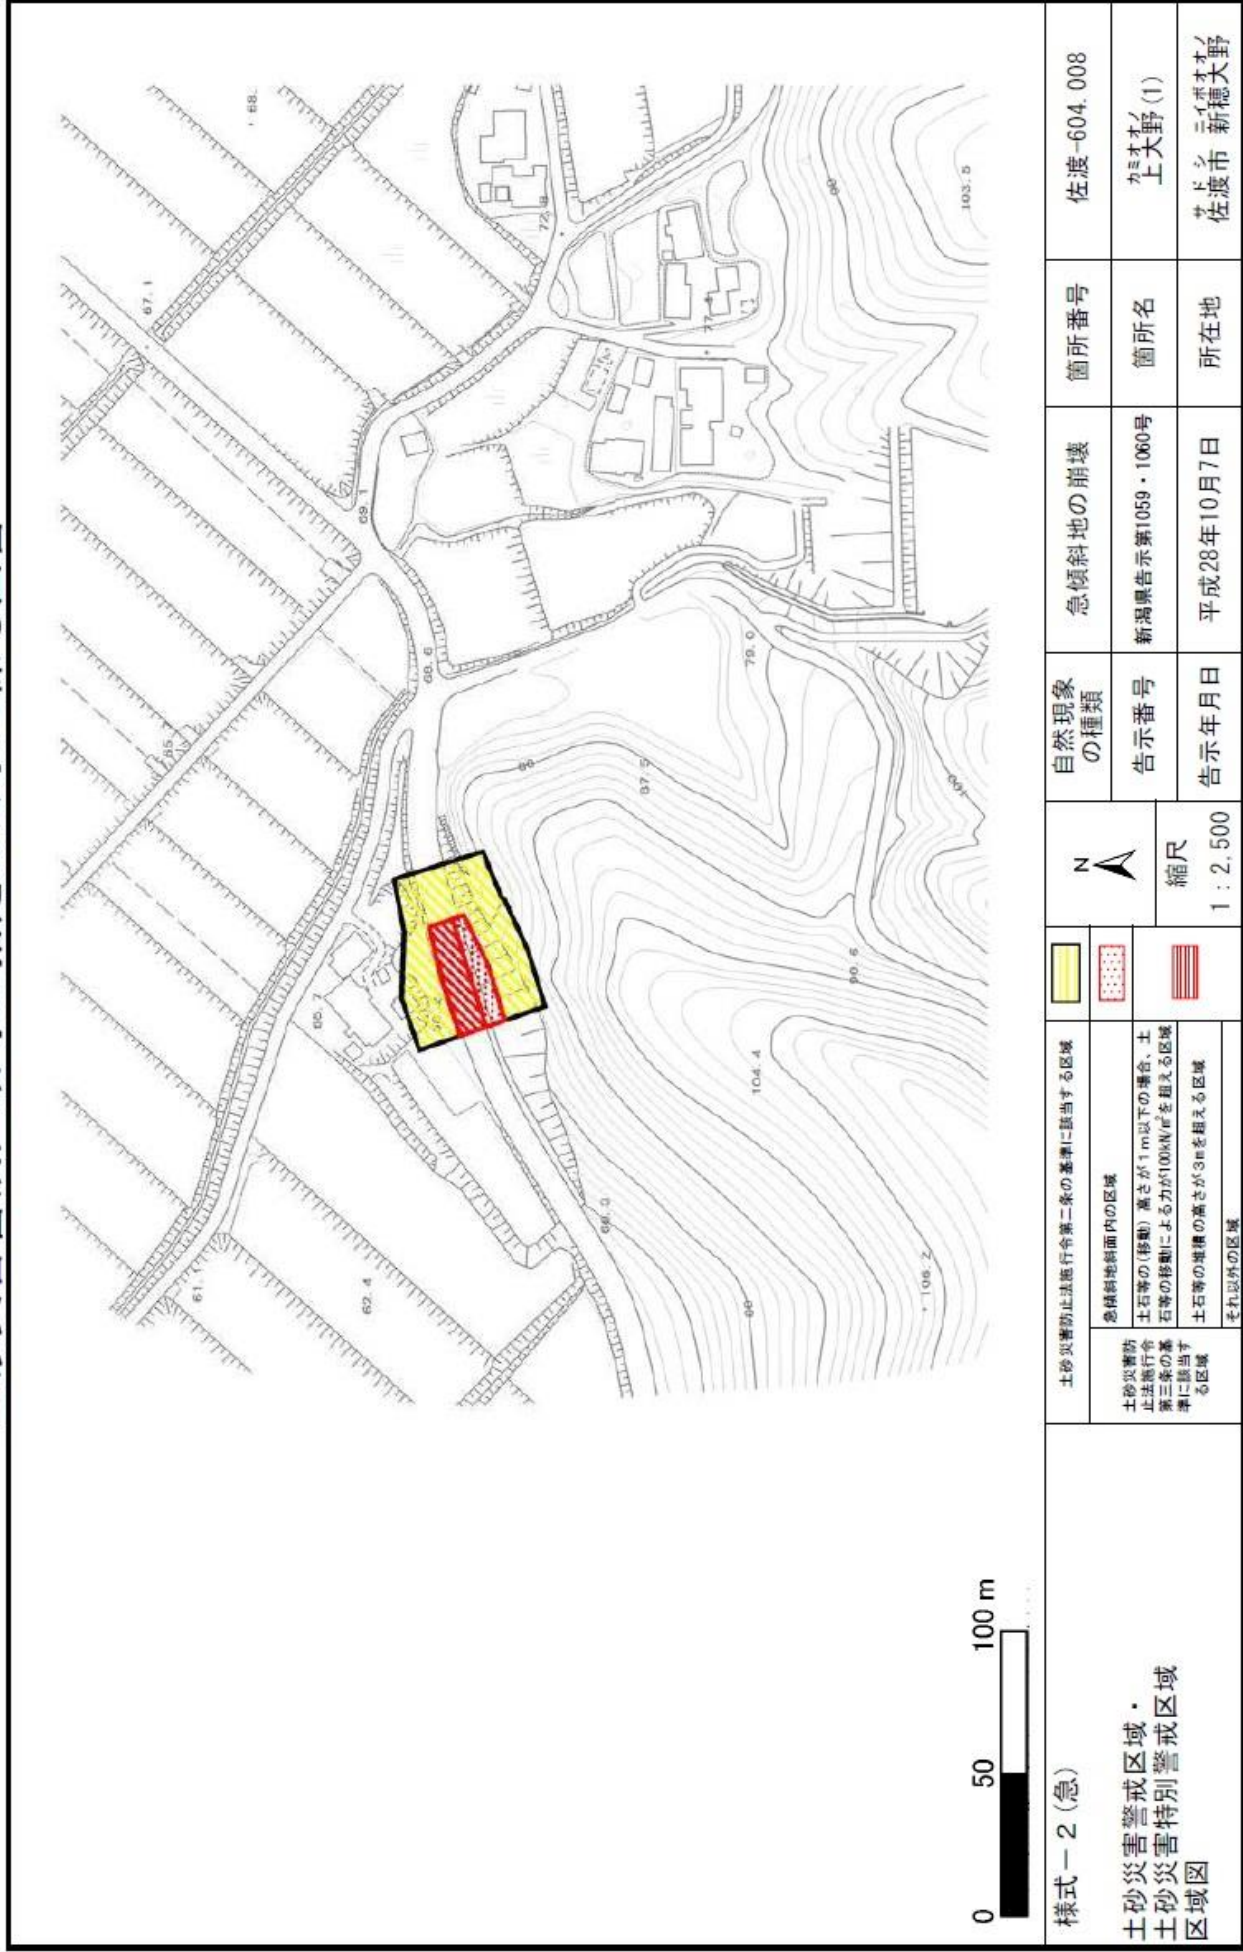 67.1
68.
69.1
72.8
77.4
80
103.5
68.6
79.0
65.7
80
87.5
100
90.6
104.4
61.
62.4
66.3
80
106.2
0 50 100 m
様式－2(急)
土砂災害警戒区域・
土砂災害特別警戒区域
区域図
土砂災害防止法施行令第二条の基準に該当する区域
土砂災害防
止法施行令
第三条の基
準に該当す
る区域
急傾斜地斜面内の区域
土石等の(移動)高さが1m以下の場合、土
石等の移動による力が100kN/㎡を超える区域
土石等の堆積の高さが3mを超える区域
それ以外の区域
N
縮尺
1:2,500
自然現象
の種類
急傾斜地の崩壊
箇所番号
佐渡-604.008
告示番号
新潟県告示第1059・1060号
箇所名
カミオオノ
上大野(1)
告示年月日
平成28年10月7日
所在地
サドシ ニイボオオノ
佐渡市 新穂大野